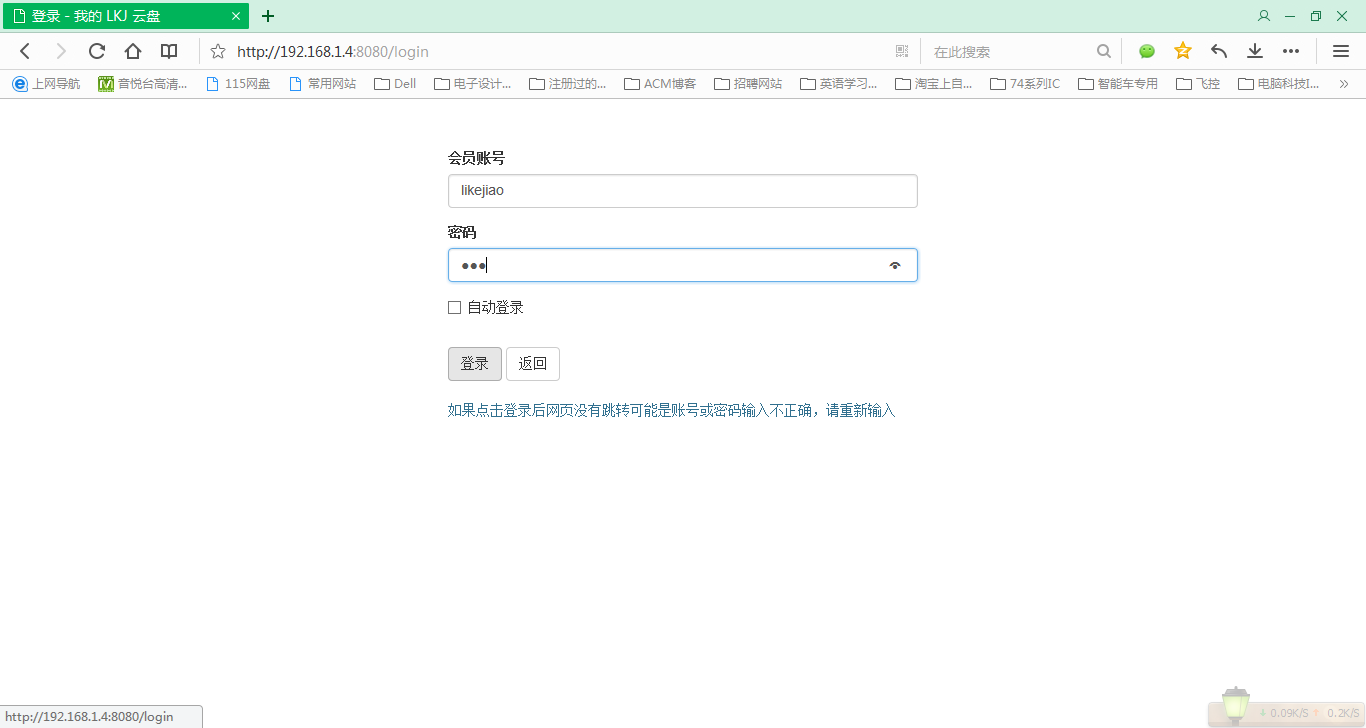 登录 - 我的 LKJ 云盘
http://192.168.1.4:8080/login
在此搜索
上网导航 音悦台高清... 115网盘 常用网站 Dell 电子设计... 注册过的... ACM博客 招聘网站 英语学习... 淘宝上自... 74系列IC 智能车专用 飞控 电脑科技I...
会员账号
likejiao
密码
自动登录
登录 返回
如果点击登录后网页没有跳转可能是账号或密码输入不正确，请重新输入
http://192.168.1.4:8080/login
0.09K/S 0.2K/S